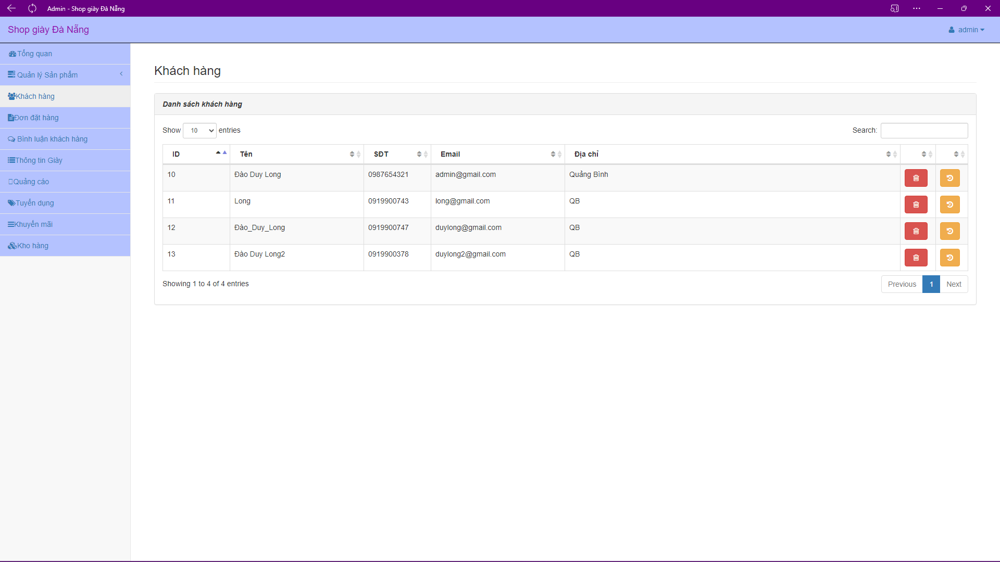 Admin - Shop giày Đà Nẵng
Shop giày Đà Nẵng
admin
Tổng quan
Quản lý Sản phẩm
Khách hàng
Đơn đặt hàng
Bình luận khách hàng
Thông tin Giày
Quảng cáo
Tuyển dụng
Khuyến mãi
Kho hàng
Khách hàng
Danh sách khách hàng
Show 10 entries
Search:
ID Tên SĐT Email Địa chỉ
10 Đào Duy Long 0987654321 admin@gmail.com Quảng Bình
11 Long 0919900743 long@gmail.com QB
12 Đào_Duy_Long 0919900747 duylong@gmail.com QB
13 Đào Duy Long2 0919900378 duylong2@gmail.com QB
Showing 1 to 4 of 4 entries
Previous 1 Next